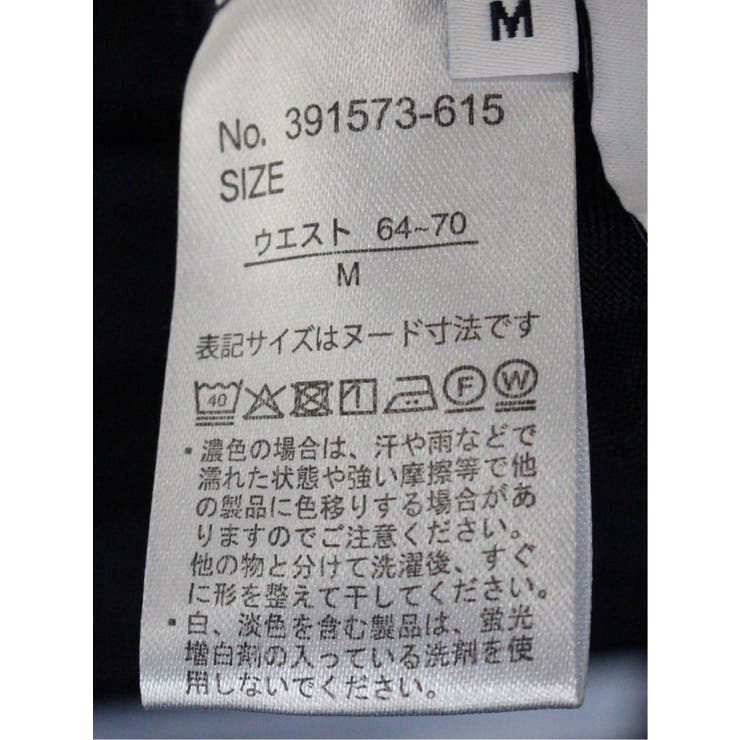 M
No. 391573-615
SIZE
ウエスト 64~70
M
表記サイズはヌード寸法です
40 F W
・濃色の場合は、汗や雨などで
濡れた状態や強い摩擦等で他
の製品に色移りする場合があ
りますのでご注意ください。
他の物と分けて洗濯後、すぐ
に形を整えて干してください。
・白、淡色を含む製品は、蛍光
増白剤の入っている洗剤を使
用しないでください。